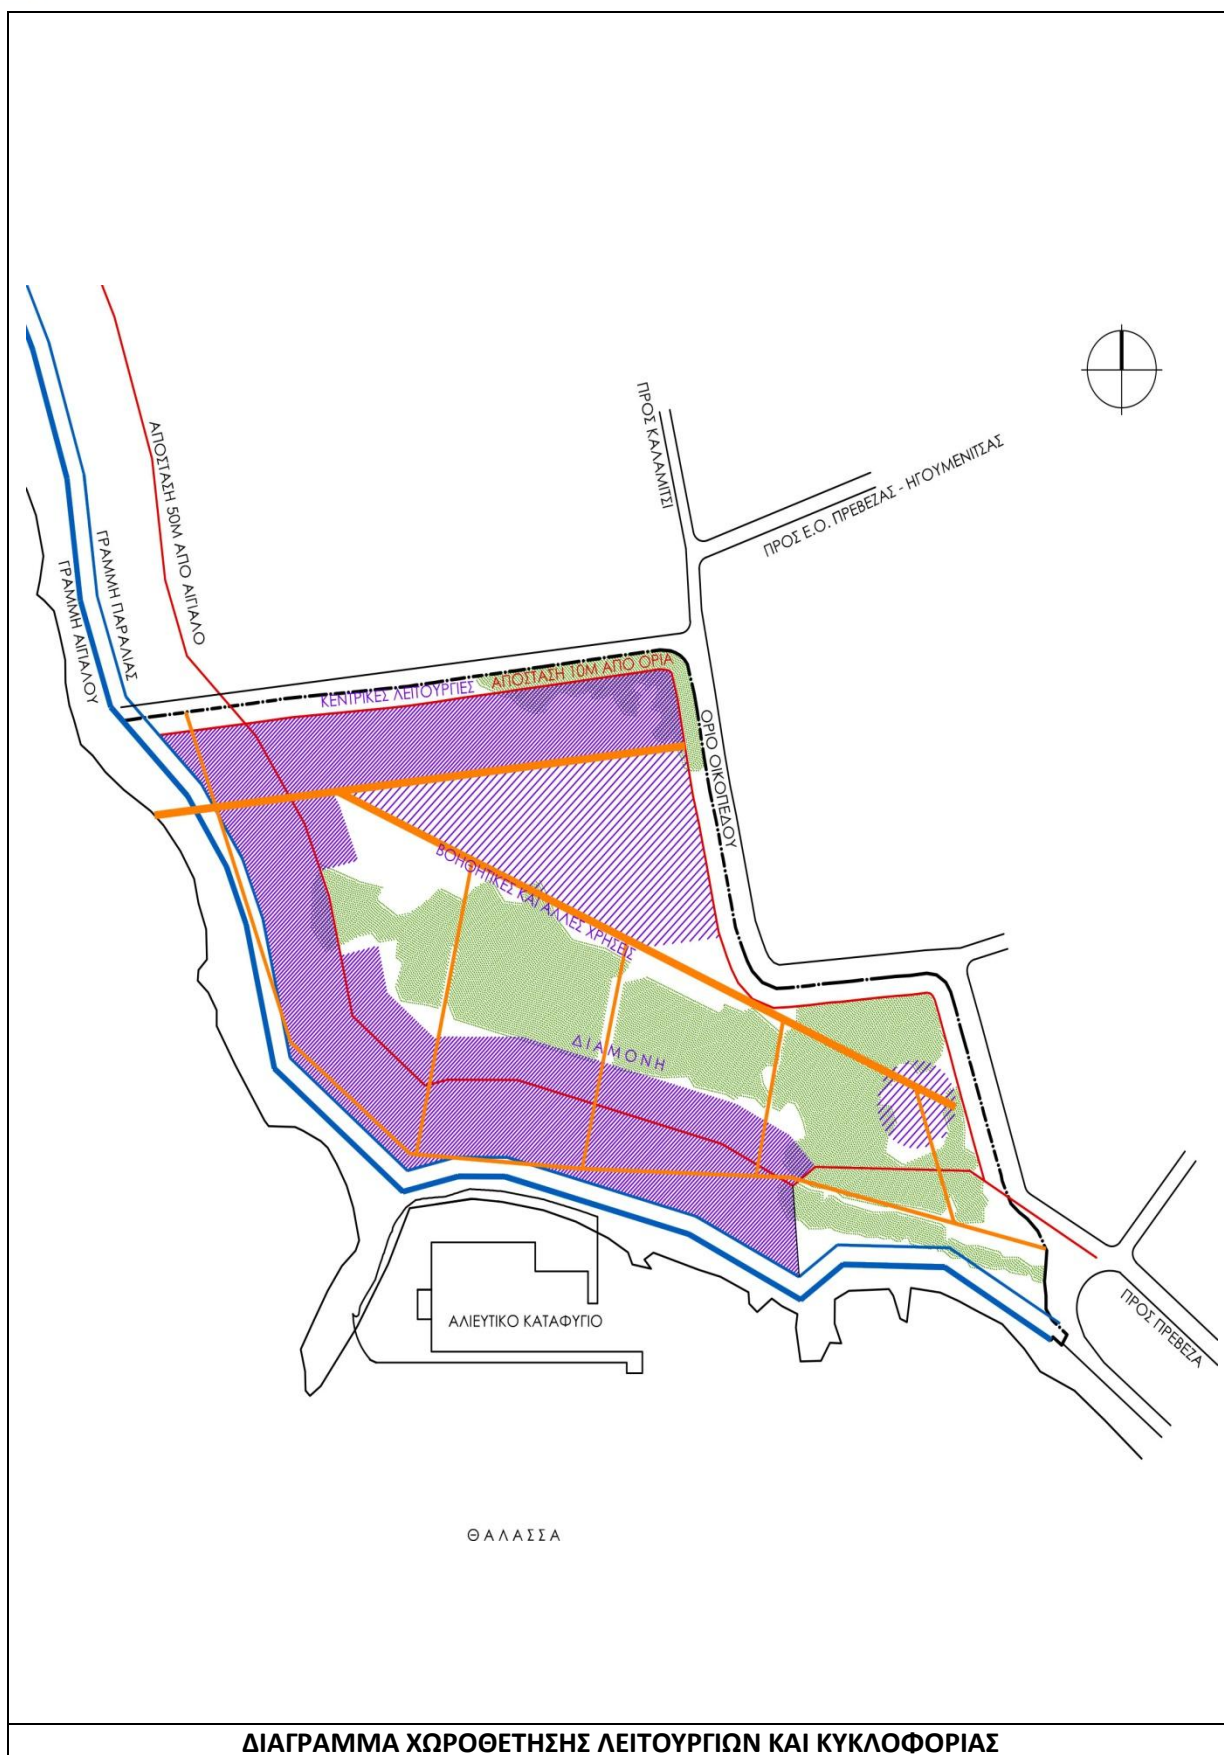 ΠΡΟΣ ΚΑΛΑΜΙΤΣΙ
ΠΡΟΣ Ε.Ο. ΠΡΕΒΕΖΑΣ - ΗΓΟΥΜΕΝΙΤΣΑΣ
ΑΠΟΣΤΑΣΗ 50Μ ΑΠΟ ΑΙΓΙΑΛΟ
ΓΡΑΜΜΗ ΠΑΡΑΛΙΑΣ
ΓΡΑΜΜΗ ΑΙΓΙΑΛΟΥ
ΑΠΟΣΤΑΣΗ 10Μ ΑΠΟ ΟΡΙΑ
ΚΕΝΤΡΙΚΕΣ ΛΕΙΤΟΥΡΓΙΕΣ
ΟΡΙΟ ΟΙΚΟΠΕΔΟΥ
ΒΟΗΘΗΤΙΚΕΣ ΚΑΙ ΑΛΛΕΣ ΧΡΗΣΕΙΣ
ΔΙΑΜΟΝΗ
ΑΛΙΕΥΤΙΚΟ ΚΑΤΑΦΥΓΙΟ
ΠΡΟΣ ΠΡΕΒΕΖΑ
ΘΑΛΑΣΣΑ
ΔΙΑΓΡΑΜΜΑ ΧΩΡΟΘΕΤΗΣΗΣ ΛΕΙΤΟΥΡΓΙΩΝ ΚΑΙ ΚΥΚΛΟΦΟΡΙΑΣ